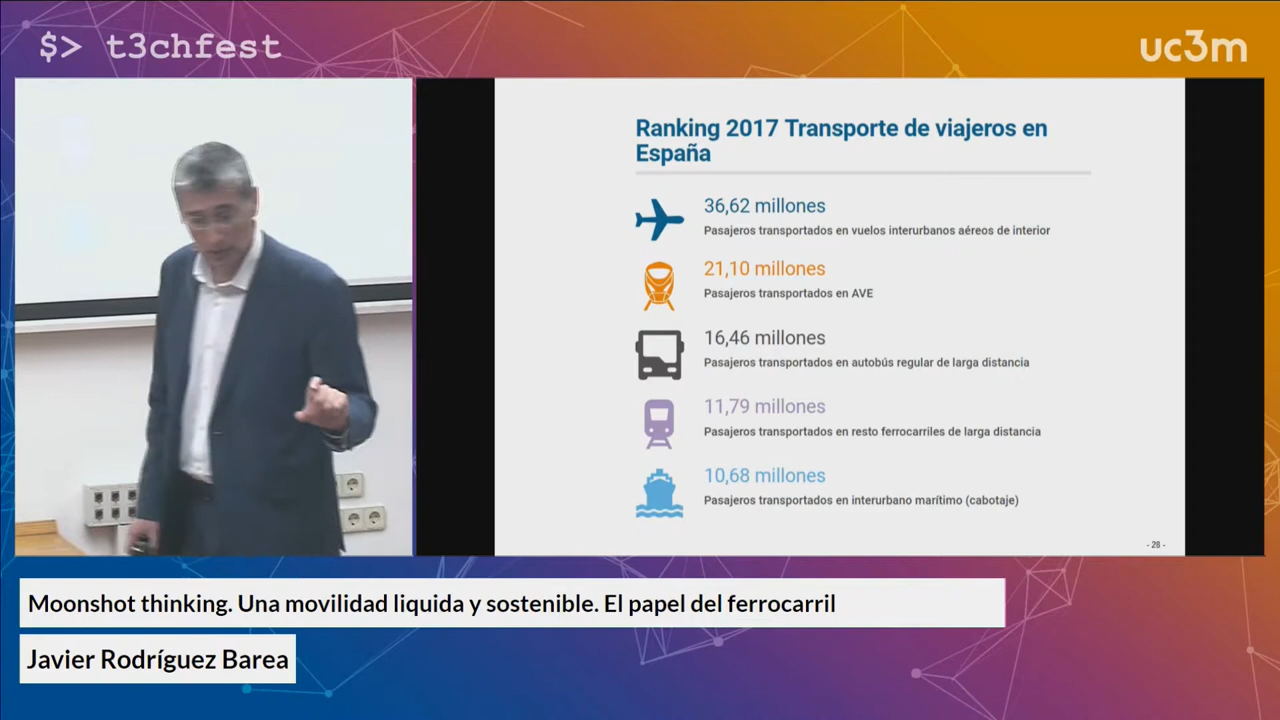 $> t3chfest
uc3m
Ranking 2017 Transporte de viajeros en
España
36,62 millones
Pasajeros transportados en vuelos interurbanos aéreos de interior
21,10 millones
Pasajeros transportados en AVE
16,46 millones
Pasajeros transportados en autobús regular de larga distancia
11,79 millones
Pasajeros transportados en resto ferrocarriles de larga distancia
10,68 millones
Pasajeros transportados en interurbano marítimo (cabotaje)
- 28 -
Moonshot thinking. Una movilidad liquida y sostenible. El papel del ferrocarril
Javier Rodríguez Barea